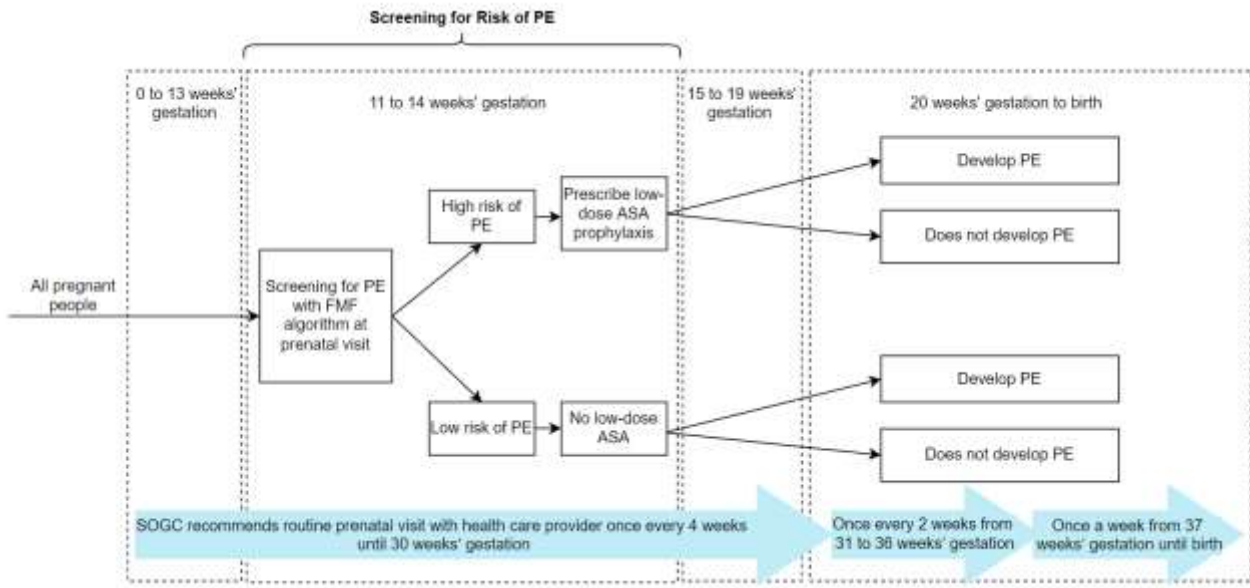 Screening for Risk of PE
0 to 13 weeks'
gestation
11 to 14 weeks' gestation
15 to 19 weeks'
gestation
20 weeks' gestation to birth
All pregnant
people
Screening for PE
with FMF
algorithm at
prenatal visit
High risk of
PE
Prescribe low-
dose ASA
prophylaxis
Develop PE
Does not develop PE
Low risk of PE
No low-dose
ASA
Develop PE
Does not develop PE
SOGC recommends routine prenatal visit with health care provider once every 4 weeks
until 30 weeks' gestation
Once every 2 weeks from
31 to 36 weeks' gestation
Once a week from 37
weeks' gestation until birth